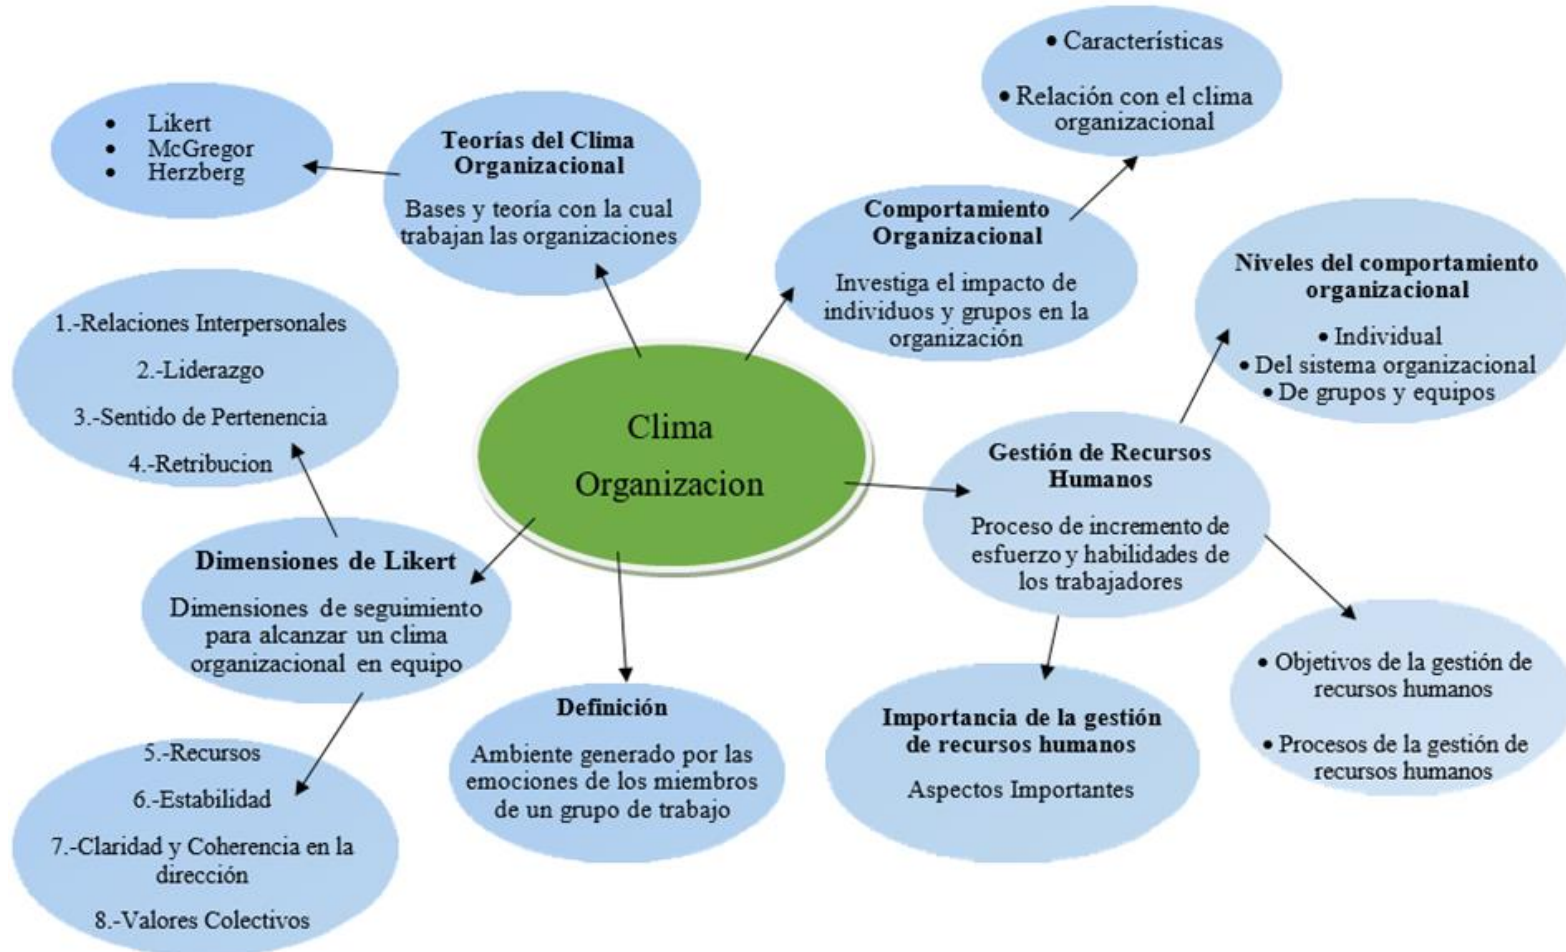 • Características
• Relación con el clima
organizacional
• Likert
• McGregor
• Herzberg
Teorías del Clima
Organizacional
Bases y teoría con la cual
trabajan las organizaciones
Comportamiento
Organizacional
Investiga el impacto de
individuos y grupos en la
organización
Niveles del comportamiento
organizacional
• Individual
• Del sistema organizacional
• De grupos y equipos
1.-Relaciones Interpersonales
2.-Liderazgo
3.-Sentido de Pertenencia
4.-Retribucion
Clima
Organizacion
Gestión de Recursos
Humanos
Proceso de incremento de
esfuerzo y habilidades de
los trabajadores
Dimensiones de Likert
Dimensiones de seguimiento
para alcanzar un clima
organizacional en equipo
Definición
Ambiente generado por las
emociones de los miembros
de un grupo de trabajo
Importancia de la gestión
de recursos humanos
Aspectos Importantes
• Objetivos de la gestión de
recursos humanos
• Procesos de la gestión de
recursos humanos
5.-Recursos
6.-Estabilidad
7.-Claridad y Coherencia en la
dirección
8.-Valores Colectivos